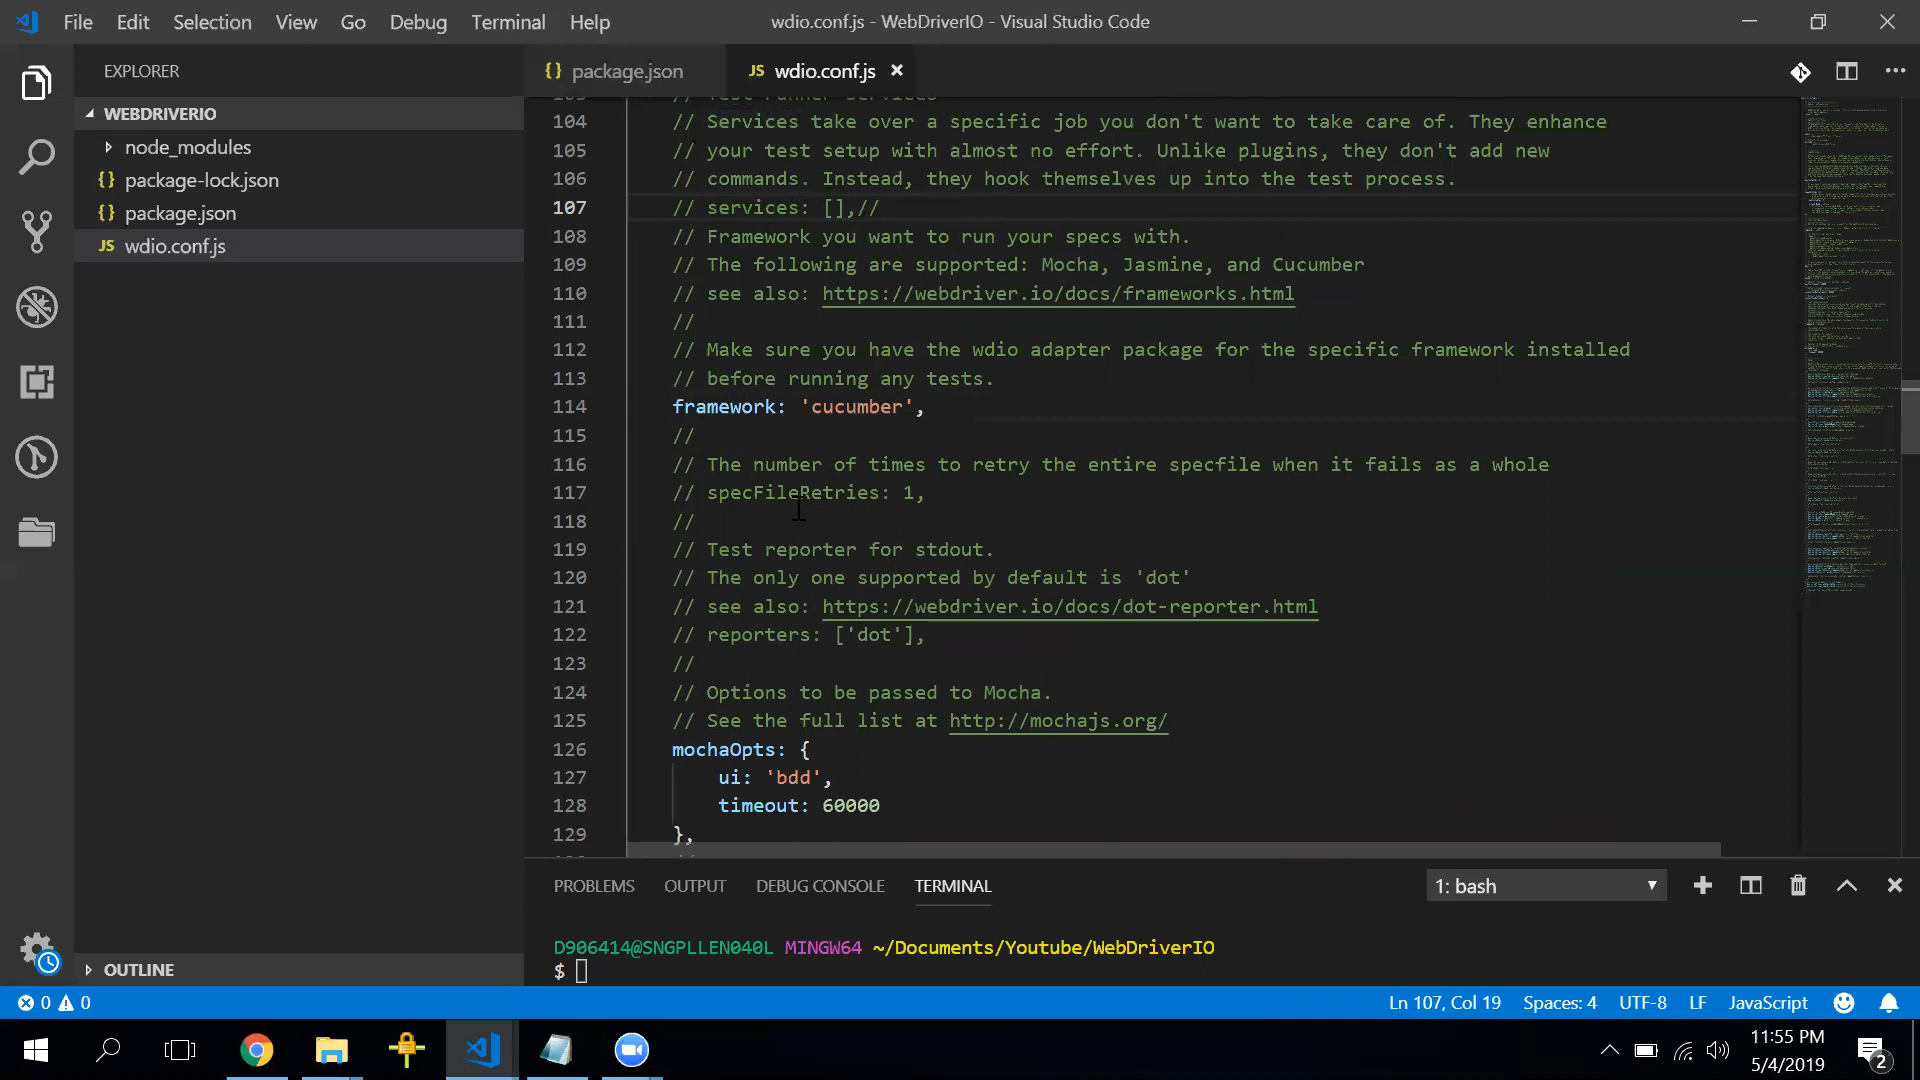 File Edit Selection View Go Debug Terminal Help wdio.conf.js - WebDriverIO - Visual Studio Code
EXPLORER
{} package.json
JS wdio.conf.js
WEBDRIVERIO
node_modules
{} package-lock.json
{} package.json
JS wdio.conf.js
OUTLINE
104 // Services take over a specific job you don't want to take care of. They enhance
105 // your test setup with almost no effort. Unlike plugins, they don't add new
106 // commands. Instead, they hook themselves up into the test process.
107 // services: [],//
108 // Framework you want to run your specs with.
109 // The following are supported: Mocha, Jasmine, and Cucumber
110 // see also: https://webdriver.io/docs/frameworks.html
111 //
112 // Make sure you have the wdio adapter package for the specific framework installed
113 // before running any tests.
114 framework: 'cucumber',
115 //
116 // The number of times to retry the entire specfile when it fails as a whole
117 // specFileRetries: 1,
118 //
119 // Test reporter for stdout.
120 // The only one supported by default is 'dot'
121 // see also: https://webdriver.io/docs/dot-reporter.html
122 // reporters: ['dot'],
123 //
124 // Options to be passed to Mocha.
125 // See the full list at http://mochajs.org/
126 mochaOpts: {
127 ui: 'bdd',
128 timeout: 60000
129 },
PROBLEMS OUTPUT DEBUG CONSOLE TERMINAL 1: bash
D906414@SNGPLLEN040L MINGW64 ~/Documents/Youtube/WebDriverIO
$
0 0 Ln 107, Col 19 Spaces: 4 UTF-8 LF JavaScript
11:55 PM
5/4/2019
2